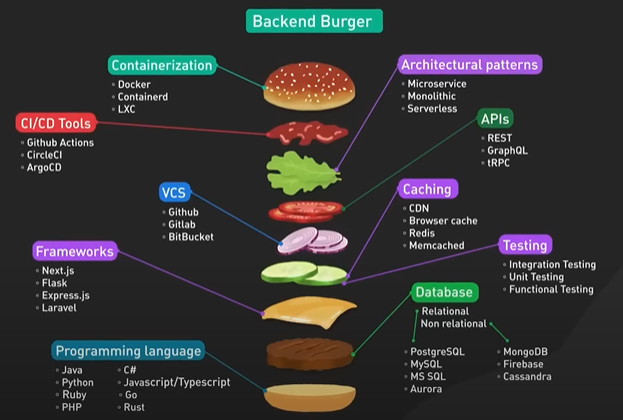 Backend Burger
Containerization
Docker
Containerd
LXC
Architectural patterns
Microservice
Monolithic
Serverless
CI/CD Tools
Github Actions
CircleCI
ArgoCD
APIs
REST
GraphQL
tRPC
VCS
Github
Gitlab
BitBucket
Caching
CDN
Browser cache
Redis
Memcached
Frameworks
Next.js
Flask
Express.js
Laravel
Testing
Integration Testing
Unit Testing
Functional Testing
Database
Relational
Non relational
PostgreSQL
MySQL
MS SQL
Aurora
MongoDB
Firebase
Cassandra
Programming language
Java
Python
Ruby
PHP
C#
Javascript/Typescript
Go
Rust